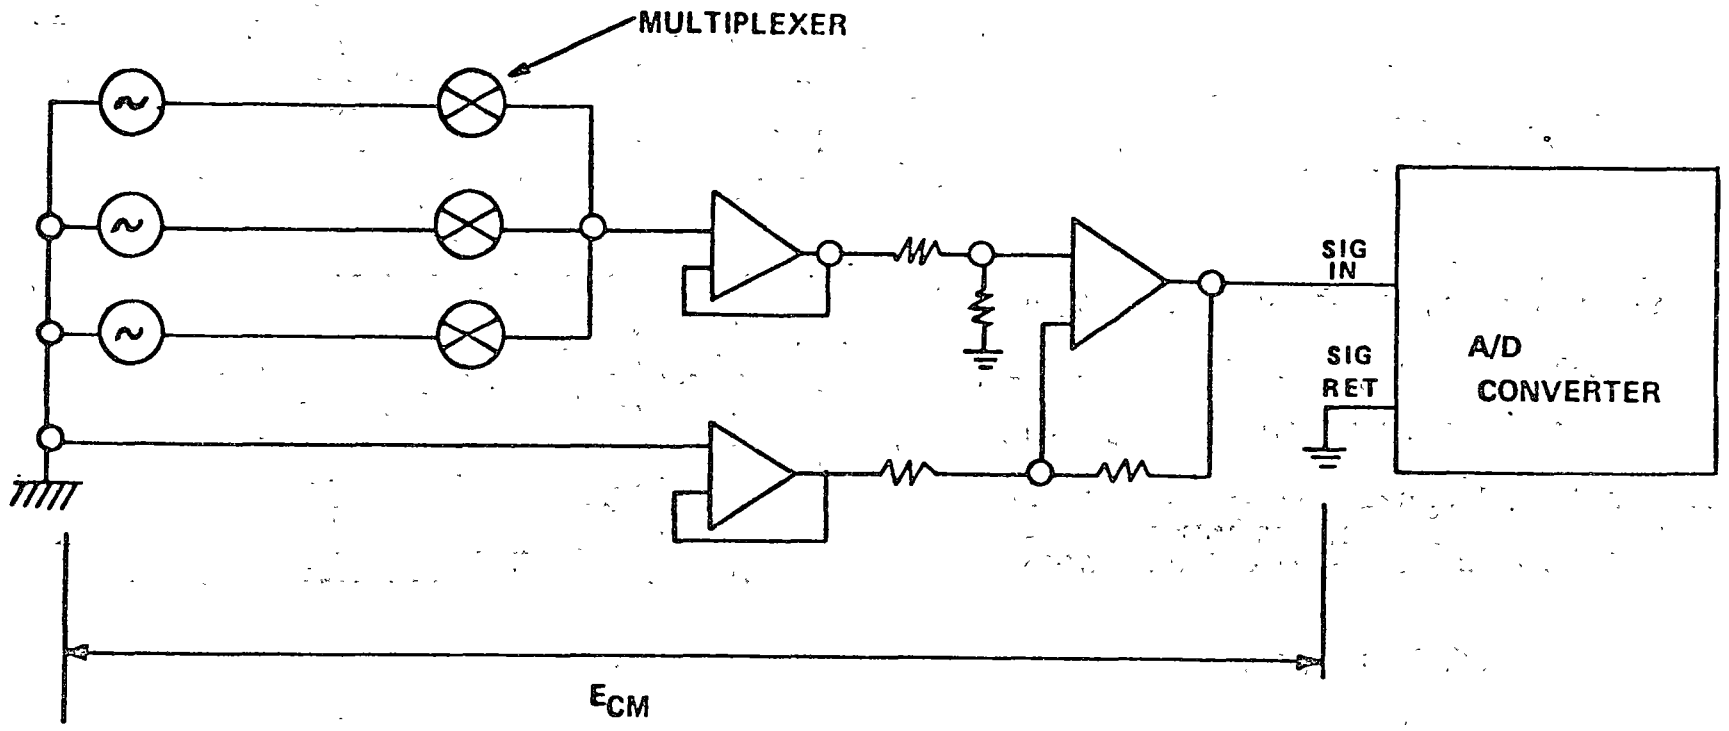 MULTIPLEXER
SIG
IN
SIG
RET
A/D
CONVERTER
ECM